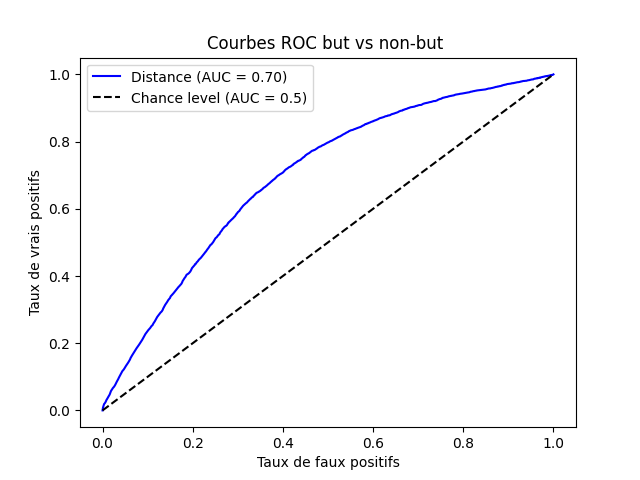 Courbes ROC but vs non-but
Distance (AUC = 0.70)
Chance level (AUC = 0.5)
Taux de vrais positifs
1.0
0.8
0.6
0.4
0.2
0.0
0.0 0.2 0.4 0.6 0.8 1.0
Taux de faux positifs